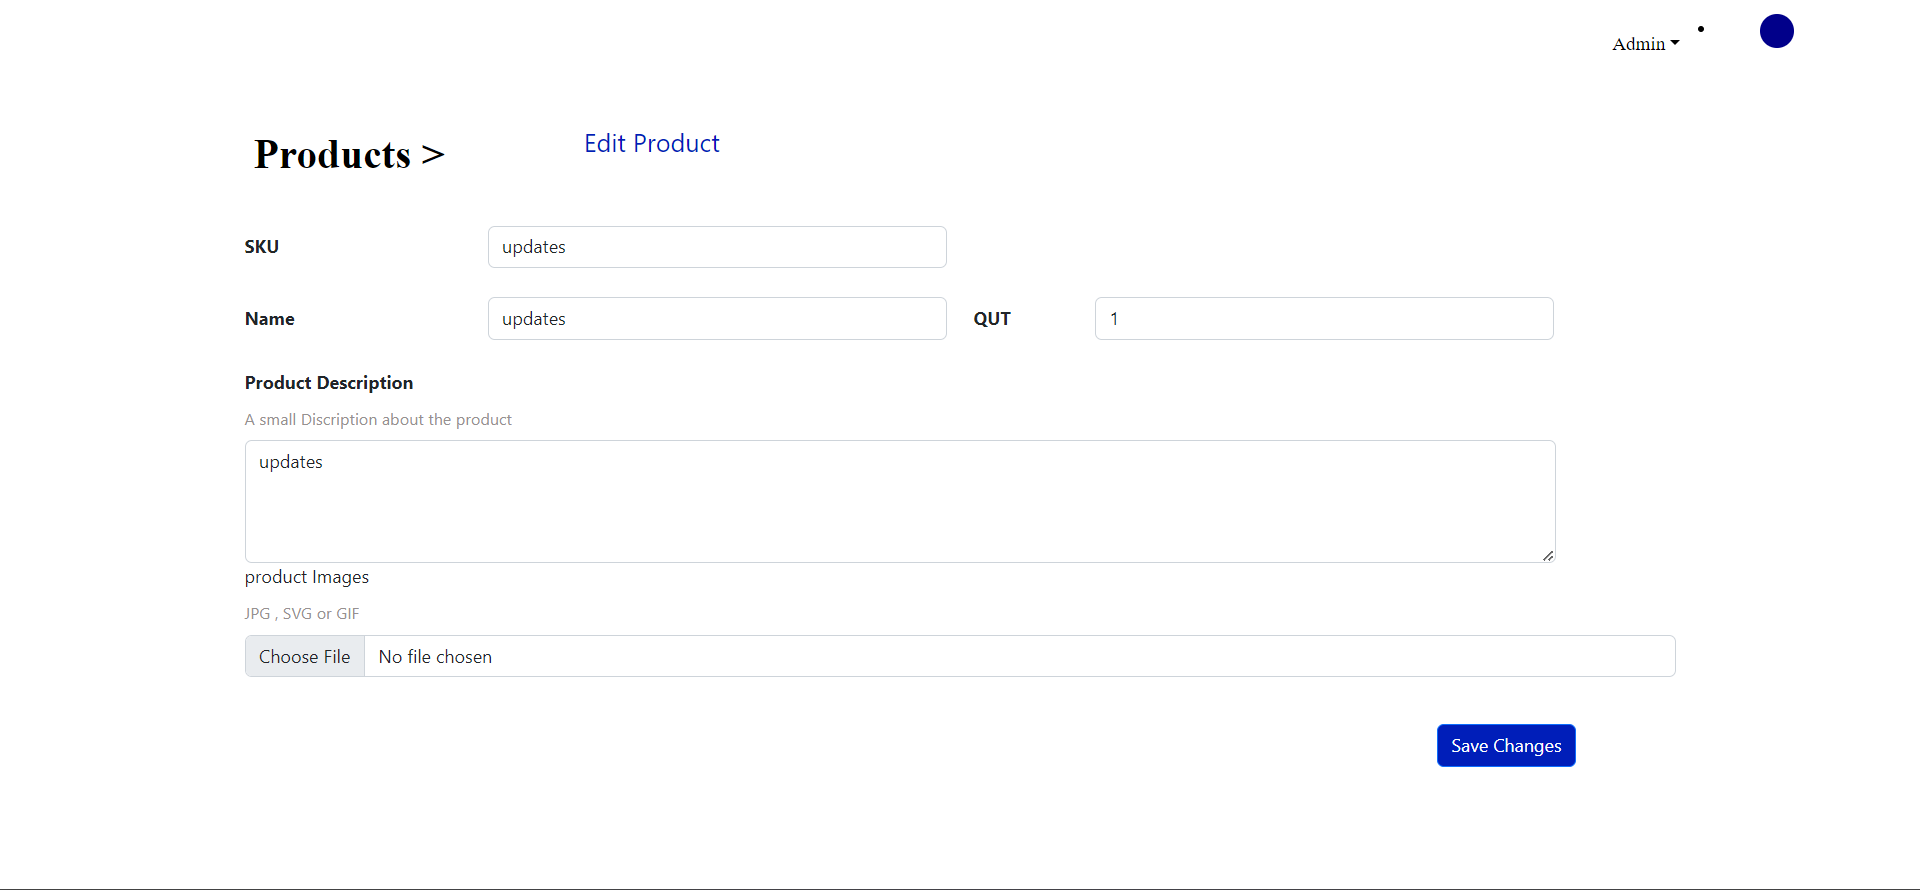 Admin
Products >
Edit Product
SKU
updates
Name
updates
QUT
1
Product Description
A small Discription about the product
updates
product Images
JPG , SVG or GIF
Choose File
No file chosen
Save Changes